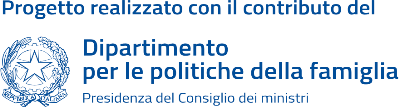 Progetto realizzato con il contributo del
Dipartimento
per le politiche della famiglia
Presidenza del Consiglio dei ministri